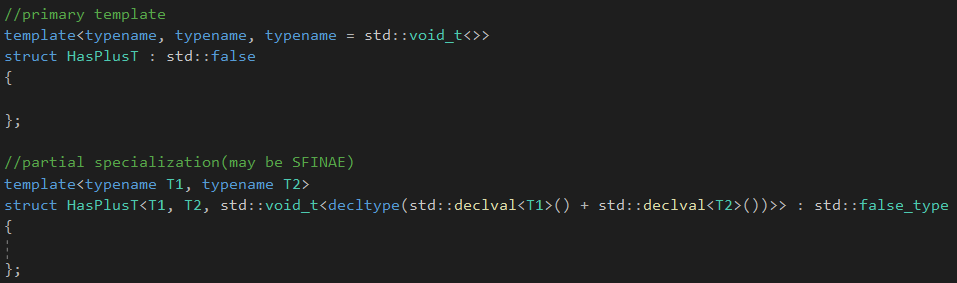 //primary template
template<typename, typename, typename = std::void_t<>>
struct HasPlusT : std::false
{
};
//partial specialization(may be SFINAE)
template<typename T1, typename T2>
struct HasPlusT<T1, T2, std::void_t<decltype(std::declval<T1>() + std::declval<T2>())>> : std::false_type
{
};